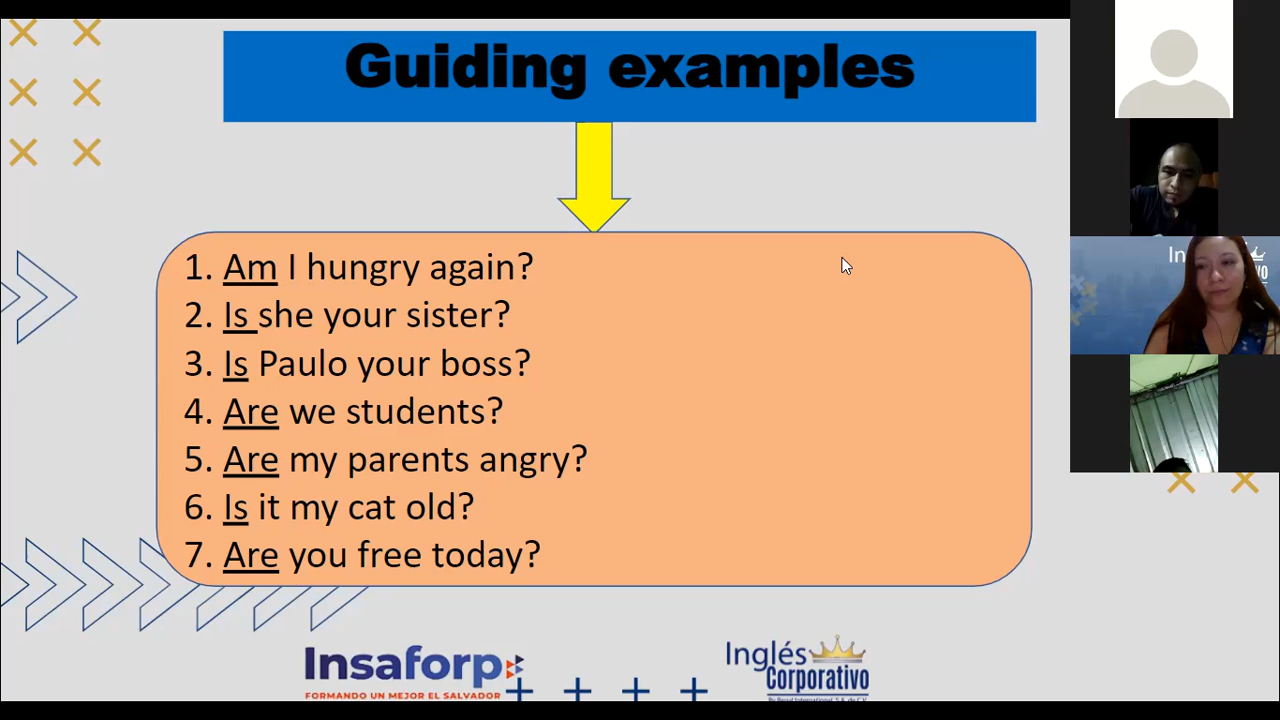 Guiding examples
1. Am I hungry again?
2. Is she your sister?
3. Is Paulo your boss?
4. Are we students?
5. Are my parents angry?
6. Is it my cat old?
7. Are you free today?
Insaforp
FORMANDO UN MEJOR EL SALVADOR
Inglés
Corporativo